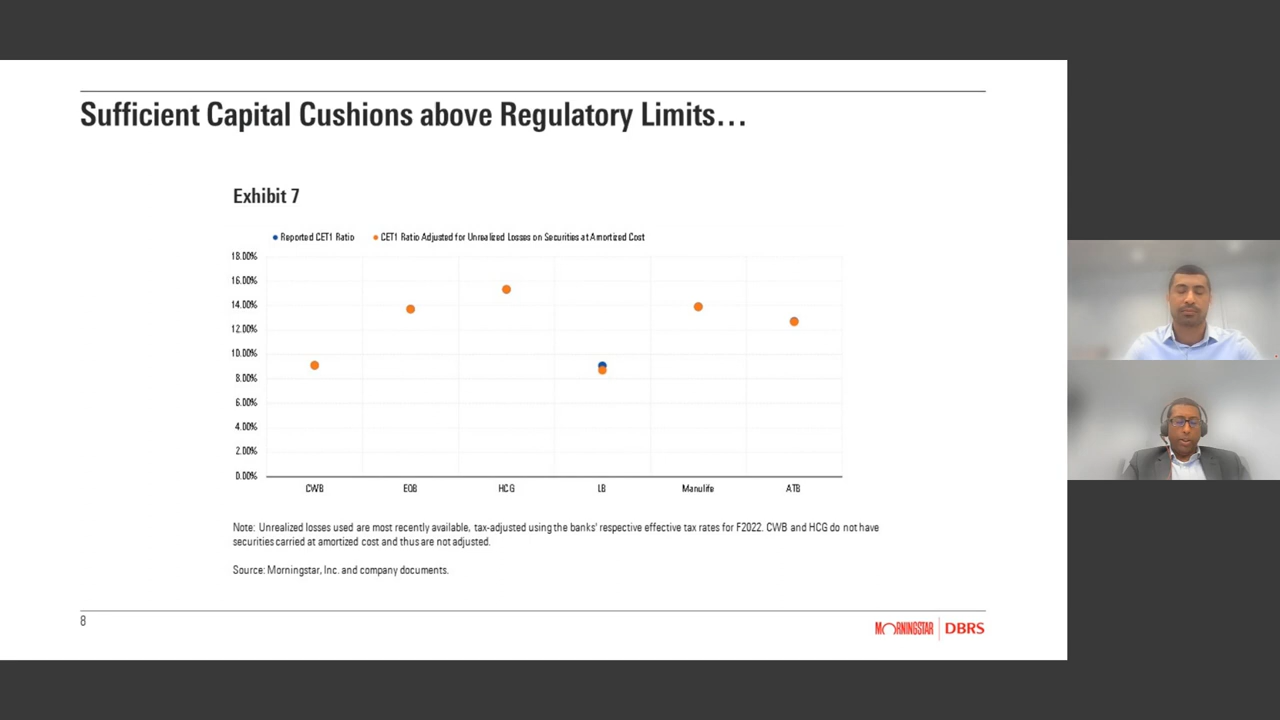 Sufficient Capital Cushions above Regulatory Limits...
Exhibit 7
Reported CET1 Ratio
CET1 Ratio Adjusted for Unrealized Losses on Securities at Amortized Cost
18.00%
16.00%
14.00%
12.00%
10.00%
8.00%
6.00%
4.00%
2.00%
0.00%
CWB
EQB
HCG
LB
Manulife
ATB
Note: Unrealized losses used are most recently available, tax-adjusted using the banks' respective effective tax rates for F2022. CWB and HCG do not have
securities carried at amortized cost and thus are not adjusted.
Source: Morningstar, Inc. and company documents.
8
MORNINGSTAR | DBRS